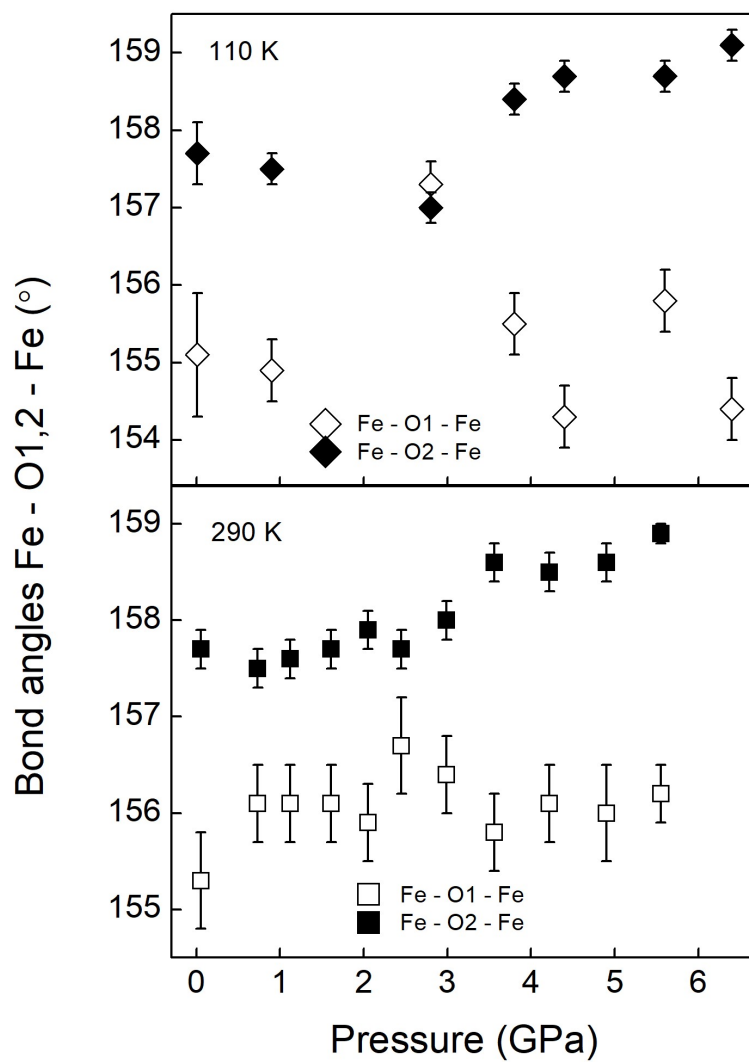 Bond angles Fe - O1,2 - Fe (°)
110 K
159
158
157
156
155
154
Fe - O1 - Fe
Fe - O2 - Fe
290 K
159
158
157
156
155
Fe - O1 - Fe
Fe - O2 - Fe
0 1 2 3 4 5 6
Pressure (GPa)